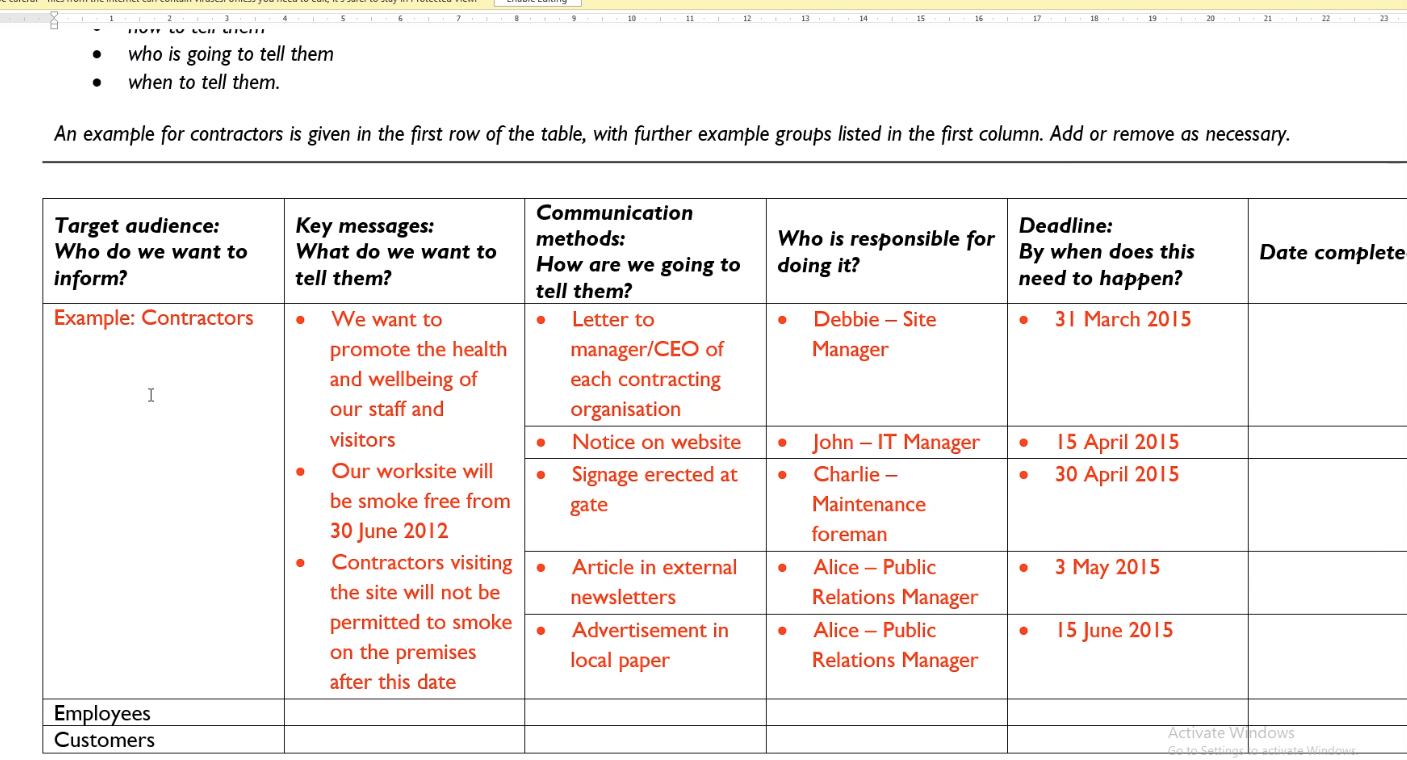 be careful—files from the Internet can contain viruses. Unless you need to edit, it's safer to stay in Protected View. Enable Editing
1 2 3 4 5 6 7 8 9 10 11 12 13 14 15 16 17 18 19 20 21 22 23
• how to tell them
• who is going to tell them
• when to tell them.
An example for contractors is given in the first row of the table, with further example groups listed in the first column. Add or remove as necessary.
Target audience:
Who do we want to
inform?
Key messages:
What do we want to
tell them?
Communication
methods:
How are we going to
tell them?
Who is responsible for
doing it?
Deadline:
By when does this
need to happen?
Date complete
Example: Contractors
• We want to
promote the health
and wellbeing of
our staff and
visitors
• Our worksite will
be smoke free from
30 June 2012
• Contractors visiting
the site will not be
permitted to smoke
on the premises
after this date
• Letter to
manager/CEO of
each contracting
organisation
• Debbie – Site
Manager
• 31 March 2015
• Notice on website
• John – IT Manager
• 15 April 2015
• Signage erected at
gate
• Charlie –
Maintenance
foreman
• 30 April 2015
• Article in external
newsletters
• Alice – Public
Relations Manager
• 3 May 2015
• Advertisement in
local paper
• Alice – Public
Relations Manager
• 15 June 2015
Employees
Customers
Activate Windows
Go to Settings to activate Windows.